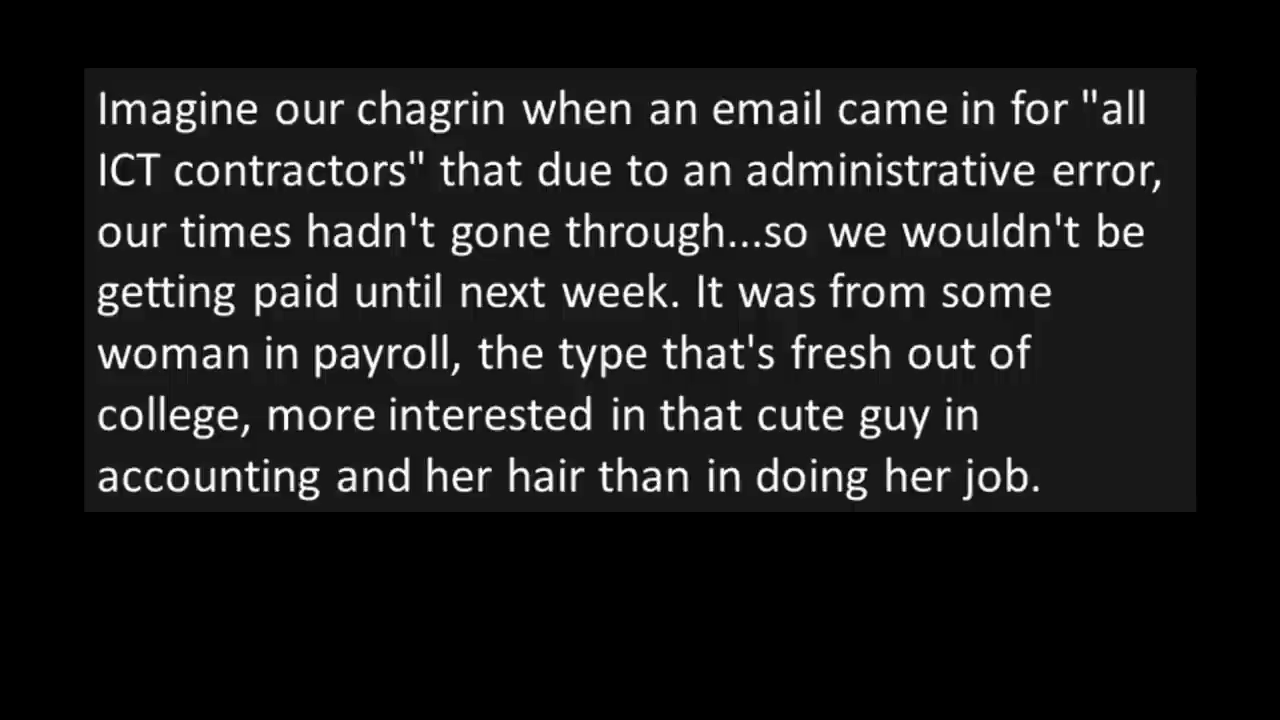 Imagine our chagrin when an email came in for "all
ICT contractors" that due to an administrative error,
our times hadn't gone through...so we wouldn't be
getting paid until next week. It was from some
woman in payroll, the type that's fresh out of
college, more interested in that cute guy in
accounting and her hair than in doing her job.